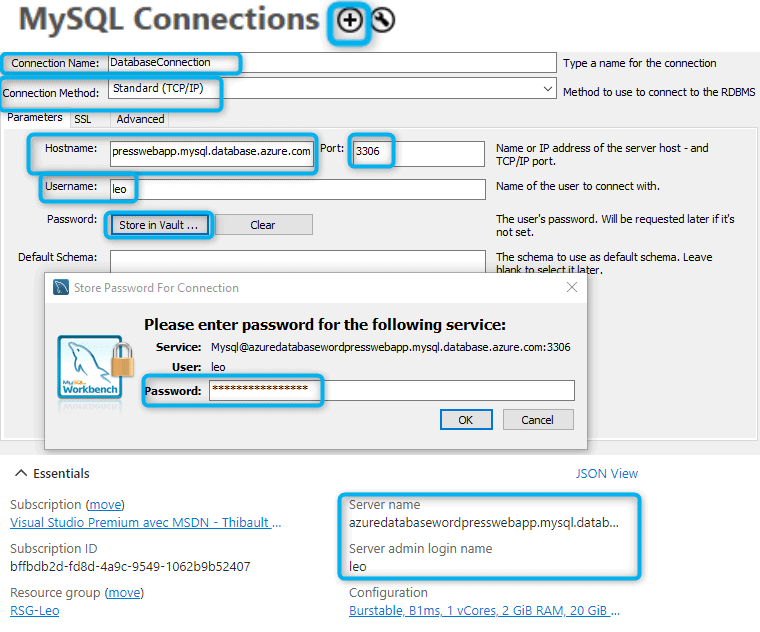 MySQL Connections
Connection Name: DatabaseConnection Type a name for the connection
Connection Method: Standard (TCP/IP) Method to use to connect to the RDBMS
Parameters SSL Advanced
Hostname: presswebapp.mysql.database.azure.com Port: 3306 Name or IP address of the server host - and
TCP/IP port.
Username: leo Name of the user to connect with.
Password: Store in Vault ... Clear The user's password. Will be requested later if it's
not set.
Default Schema: The schema to use as default schema. Leave
blank to select it later.
Store Password For Connection
Please enter password for the following service:
Service: Mysql@azuredatabasewordpresswebapp.mysql.database.azure.com:3306
User: leo
Password: ****************
MySQL
Workbench
OK Cancel
Essentials JSON View
Subscription (move) Server name
Visual Studio Premium avec MSDN - Thibault ... azuredatabasewordpresswebapp.mysql.datab...
Subscription ID Server admin login name
bffbdb2d-fd8d-4a9c-9549-1062b9b52407 leo
Resource group (move) Configuration
RSG-Leo Burstable, B1ms, 1 vCores, 2 GiB RAM, 20 GiB ...